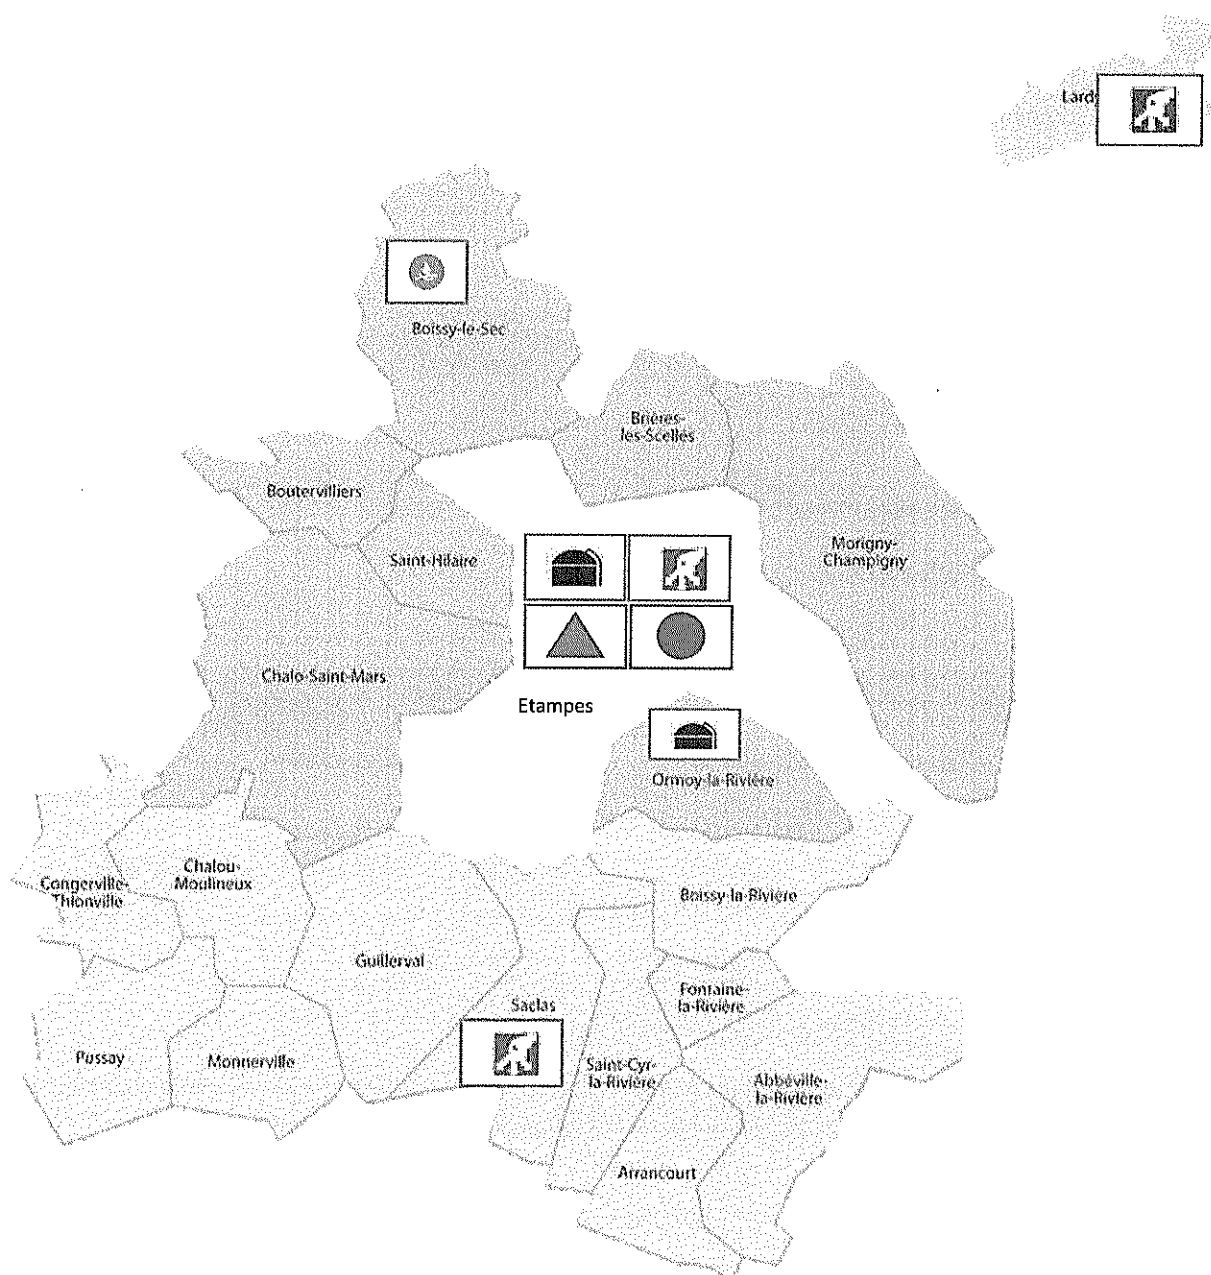 Lard
Boissy-le-Sec
Brières-
les-Scelles
Boutervilliers
Saint-Hilaire
Morigny-
Champigny
Chalo-Saint-Mars
Etampes
Ormoy-la-Rivière
Chalou-
Moulineux
Congerville-
Thionville
Boissy-la-Rivière
Guillerval
Fontaine-
la-Rivière
Saclas
Pussay
Monnerville
Saint-Cyr-
la-Rivière
Abbéville-
la-Rivière
Arrancourt